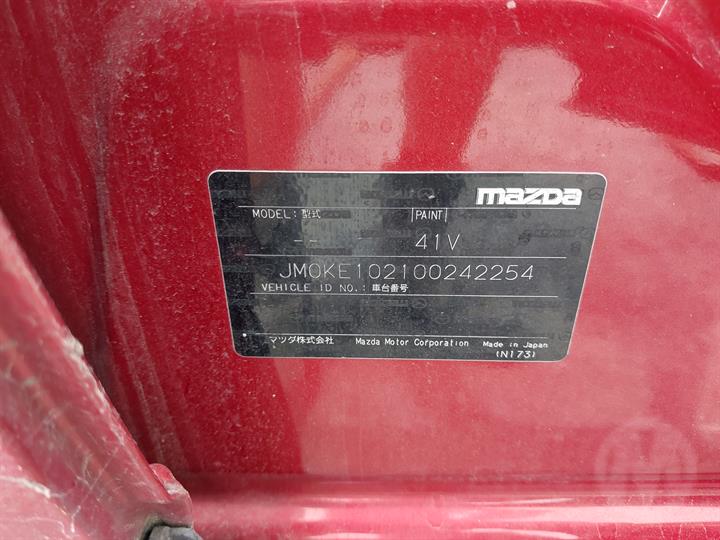 mazDa
MODEL: 型式 |PAINT|
-- 41V
JM0KE102100242254
VEHICLE ID NO.: 車台番号
マツダ株式会社 Mazda Motor Corporation Made in Japan
(N173)
M